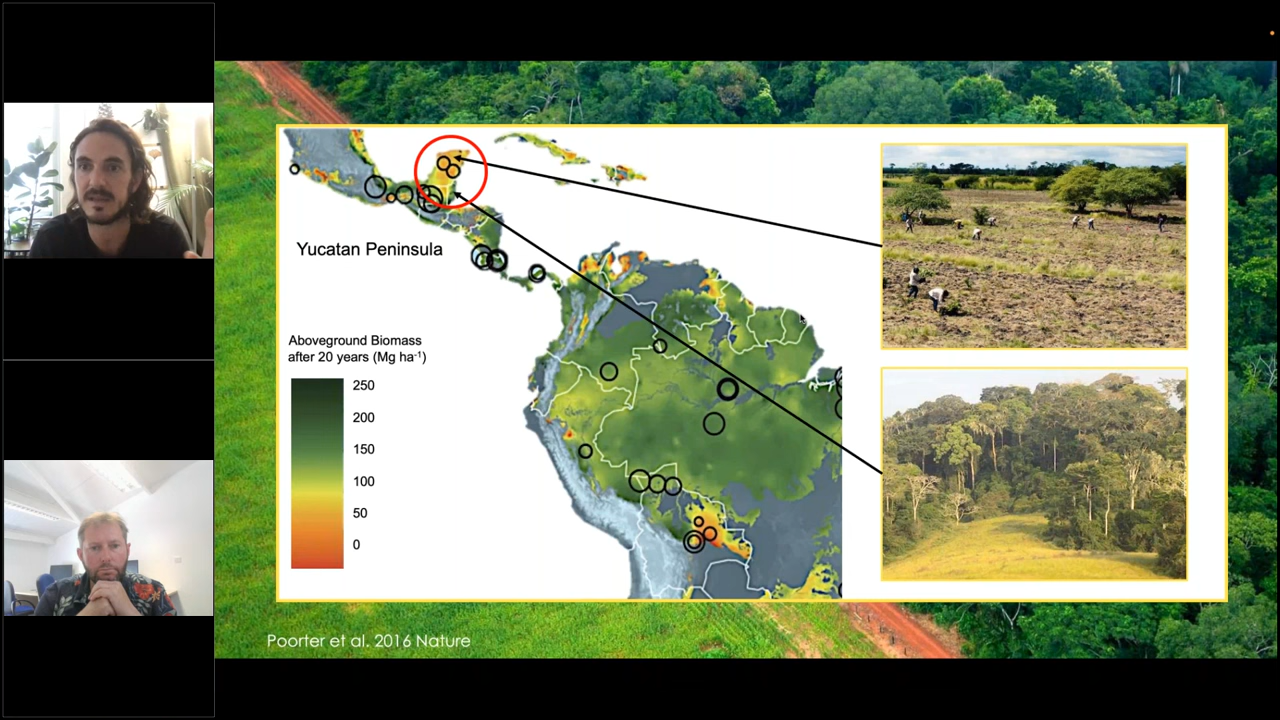 Yucatan Peninsula
Aboveground Biomass
after 20 years (Mg ha-1)
250
200
150
100
50
0
Poorter et al. 2016 Nature